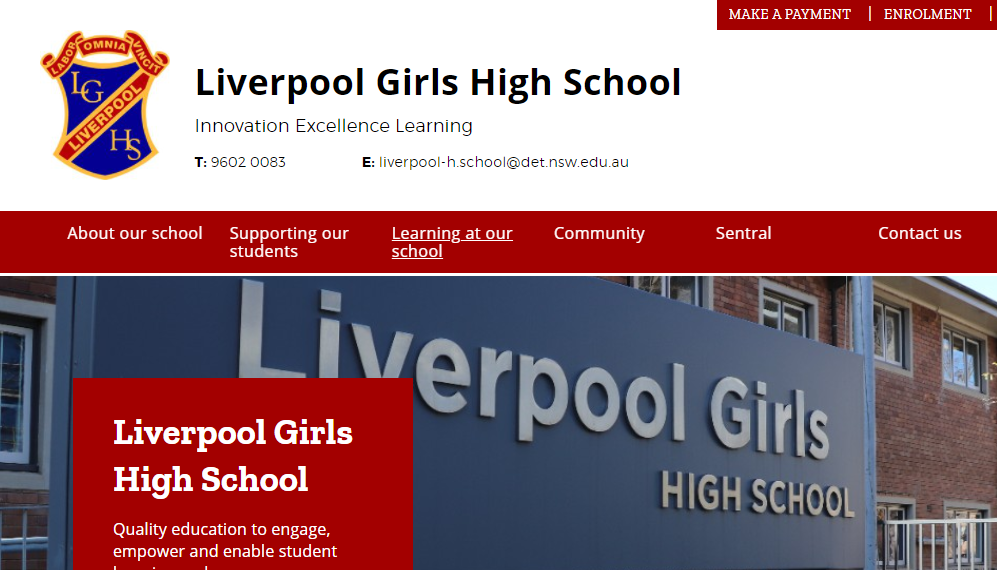 MAKE A PAYMENT | ENROLMENT |
LABOR OMNIA VINCIT
LG
LIVERPOOL
HS
Liverpool Girls High School
Innovation Excellence Learning
T: 9602 0083 E: liverpool-h.school@det.nsw.edu.au
About our school Supporting our students Learning at our school Community Sentral Contact us
Liverpool Girls
HIGH SCHOOL
Liverpool Girls
High School
Quality education to engage,
empower and enable student